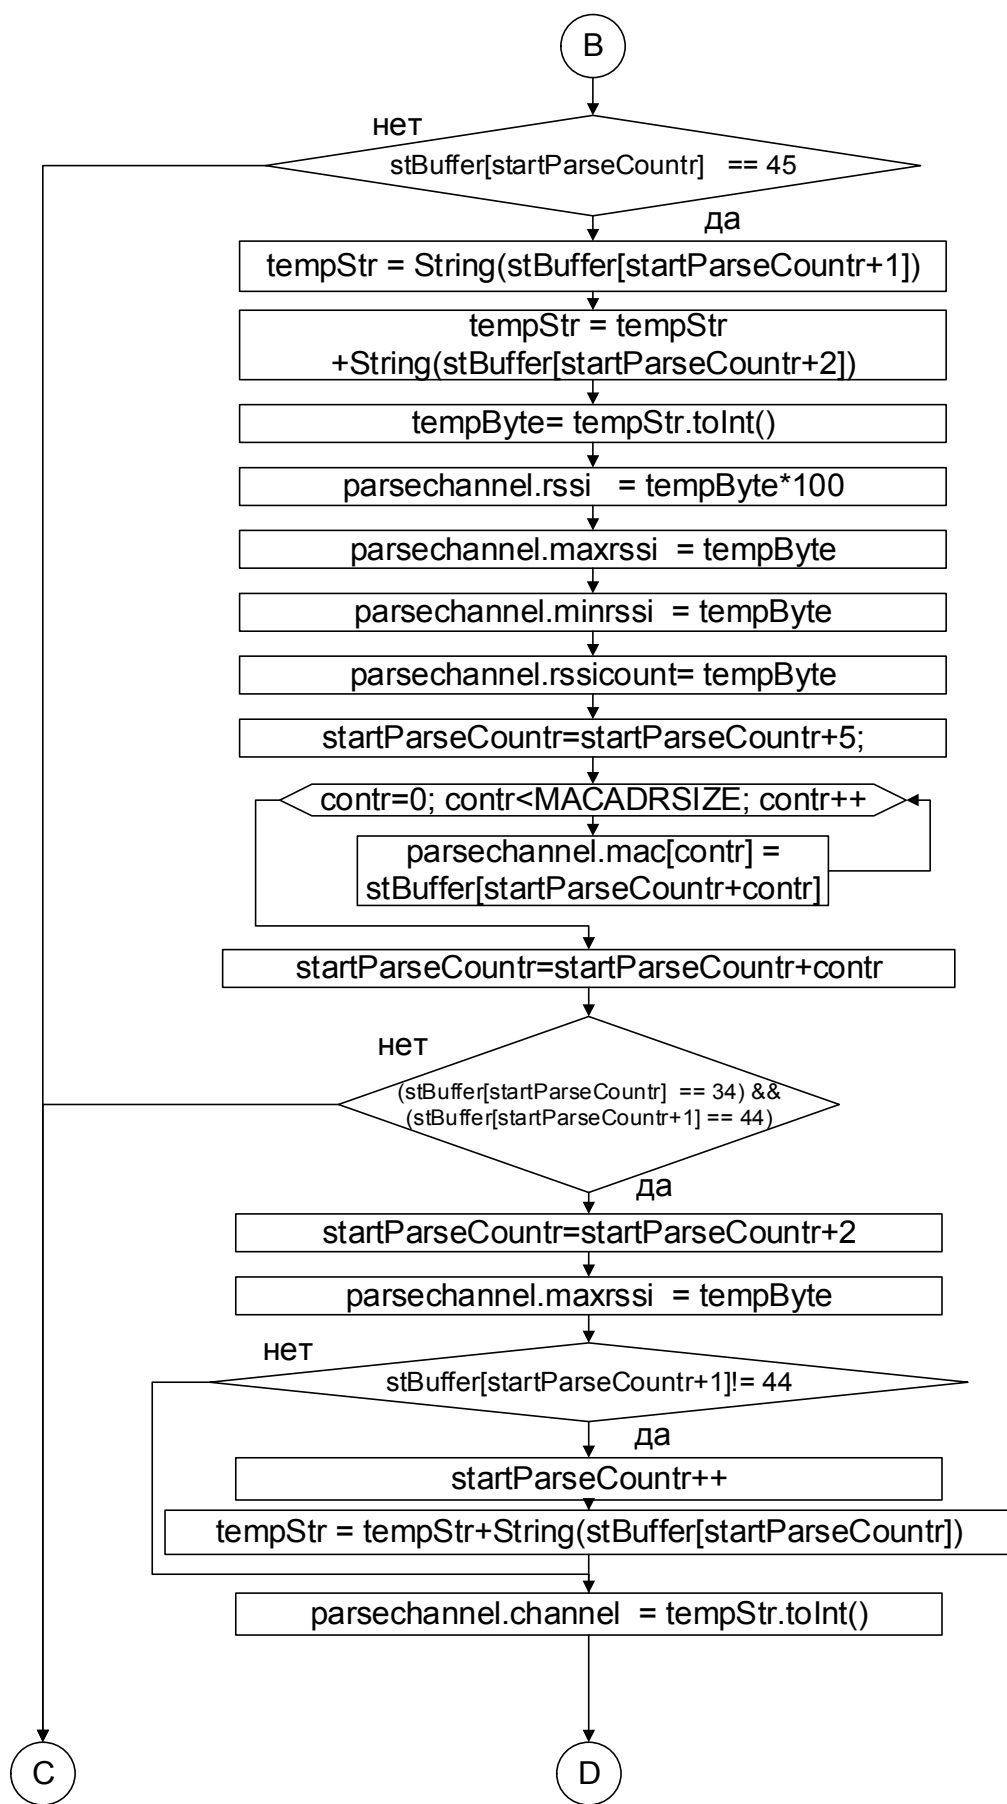 B
нет
stBuffer[startParseCountr] == 45
да
tempStr = String(stBuffer[startParseCountr+1])
tempStr = tempStr
+String(stBuffer[startParseCountr+2])
tempByte= tempStr.toInt()
parsechannel.rssi = tempByte*100
parsechannel.maxrssi = tempByte
parsechannel.minrssi = tempByte
parsechannel.rssicount= tempByte
startParseCountr=startParseCountr+5;
contr=0; contr<MACADRSIZE; contr++
parsechannel.mac[contr] =
stBuffer[startParseCountr+contr]
startParseCountr=startParseCountr+contr
нет
(stBuffer[startParseCountr] == 34) &&
(stBuffer[startParseCountr+1] == 44)
да
startParseCountr=startParseCountr+2
parsechannel.maxrssi = tempByte
нет
stBuffer[startParseCountr+1]!= 44
да
startParseCountr++
tempStr = tempStr+String(stBuffer[startParseCountr])
parsechannel.channel = tempStr.toInt()
C
D